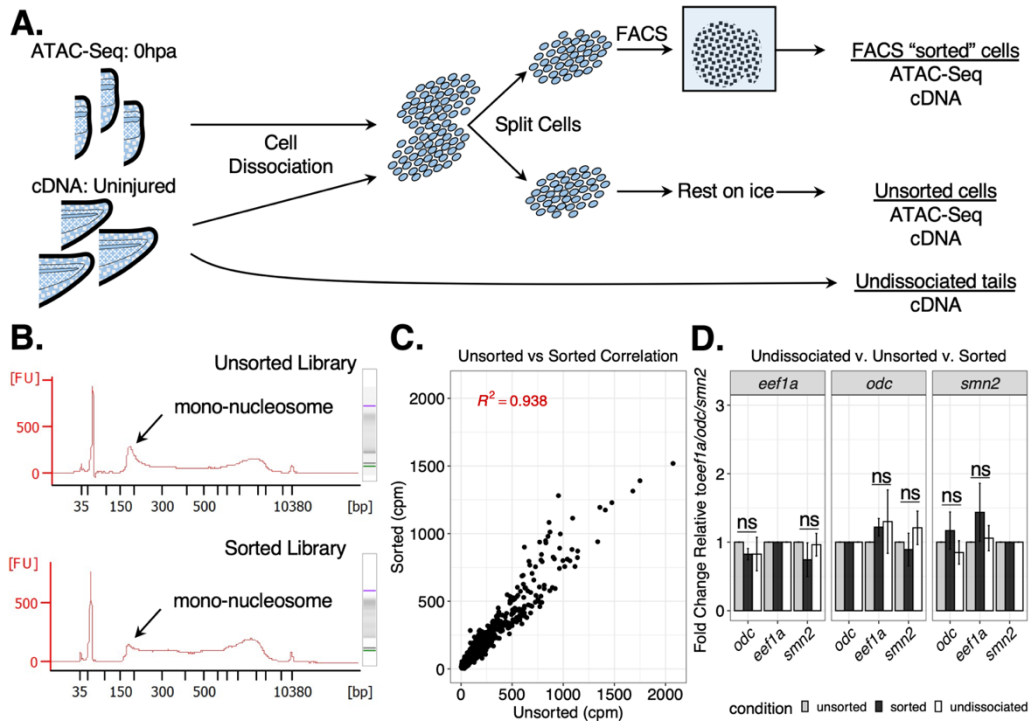 A.
ATAC-Seq: 0hpa
cDNA: Uninjured
Cell
Dissociation
Split Cells
FACS
Rest on ice
FACS “sorted” cells
ATAC-Seq
cDNA
Unsorted cells
ATAC-Seq
cDNA
Undissociated tails
cDNA
B.
Unsorted Library
[FU]
mono-nucleosome
500
0
35 150 300 500 10380 [bp]
Sorted Library
[FU]
mono-nucleosome
500
0
35 150 300 500 10380 [bp]
C.
Unsorted vs Sorted Correlation
R² = 0.938
Sorted (cpm)
2000
1500
1000
500
0
0 500 1000 1500 2000
Unsorted (cpm)
D.
Undissociated v. Unsorted v. Sorted
eef1a odc smn2
Fold Change Relative toeef1a/odc/smn2
3
2
1
0
ns ns ns ns ns ns
odc eef1a smn2 odc eef1a smn2 odc eef1a smn2
condition unsorted sorted undissociated